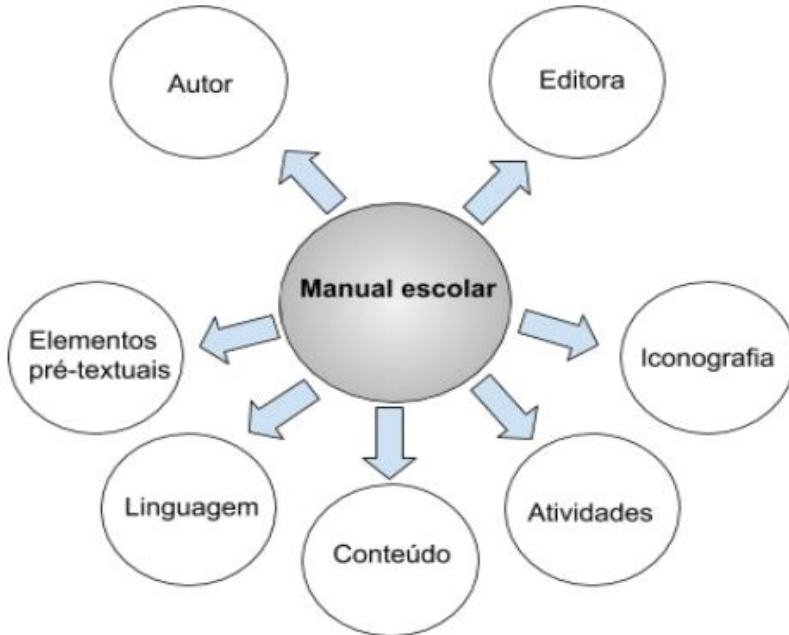 Autor
Editora
Manual escolar
Elementos
pré-textuais
Iconografia
Linguagem
Atividades
Conteúdo